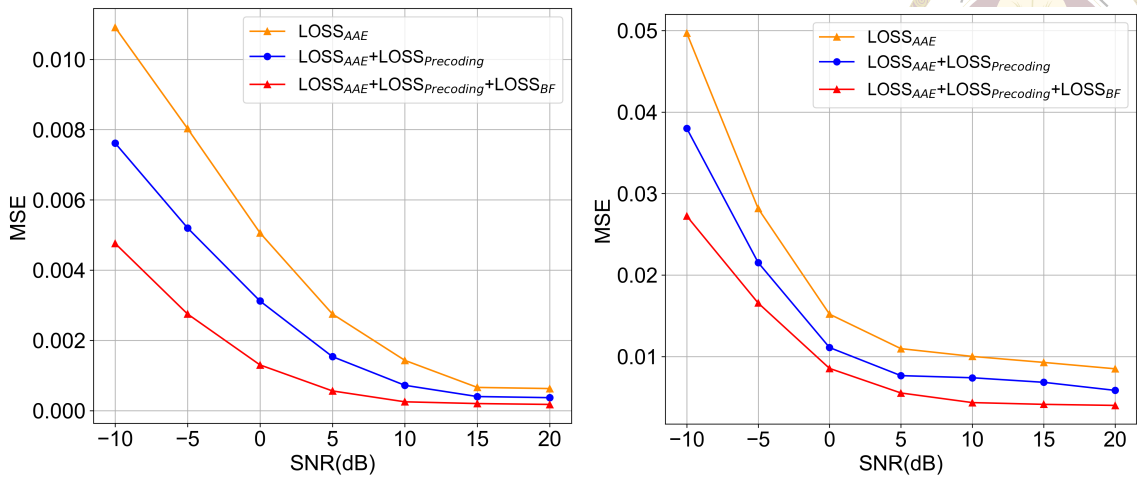 LOSS_AAE
LOSS_AAE+LOSS_Precoding
LOSS_AAE+LOSS_Precoding+LOSS_BF
0.010
0.008
0.006
0.004
0.002
0.000
MSE
−10 −5 0 5 10 15 20
SNR(dB)
LOSS_AAE
LOSS_AAE+LOSS_Precoding
LOSS_AAE+LOSS_Precoding+LOSS_BF
0.05
0.04
0.03
0.02
0.01
MSE
−10 −5 0 5 10 15 20
SNR(dB)